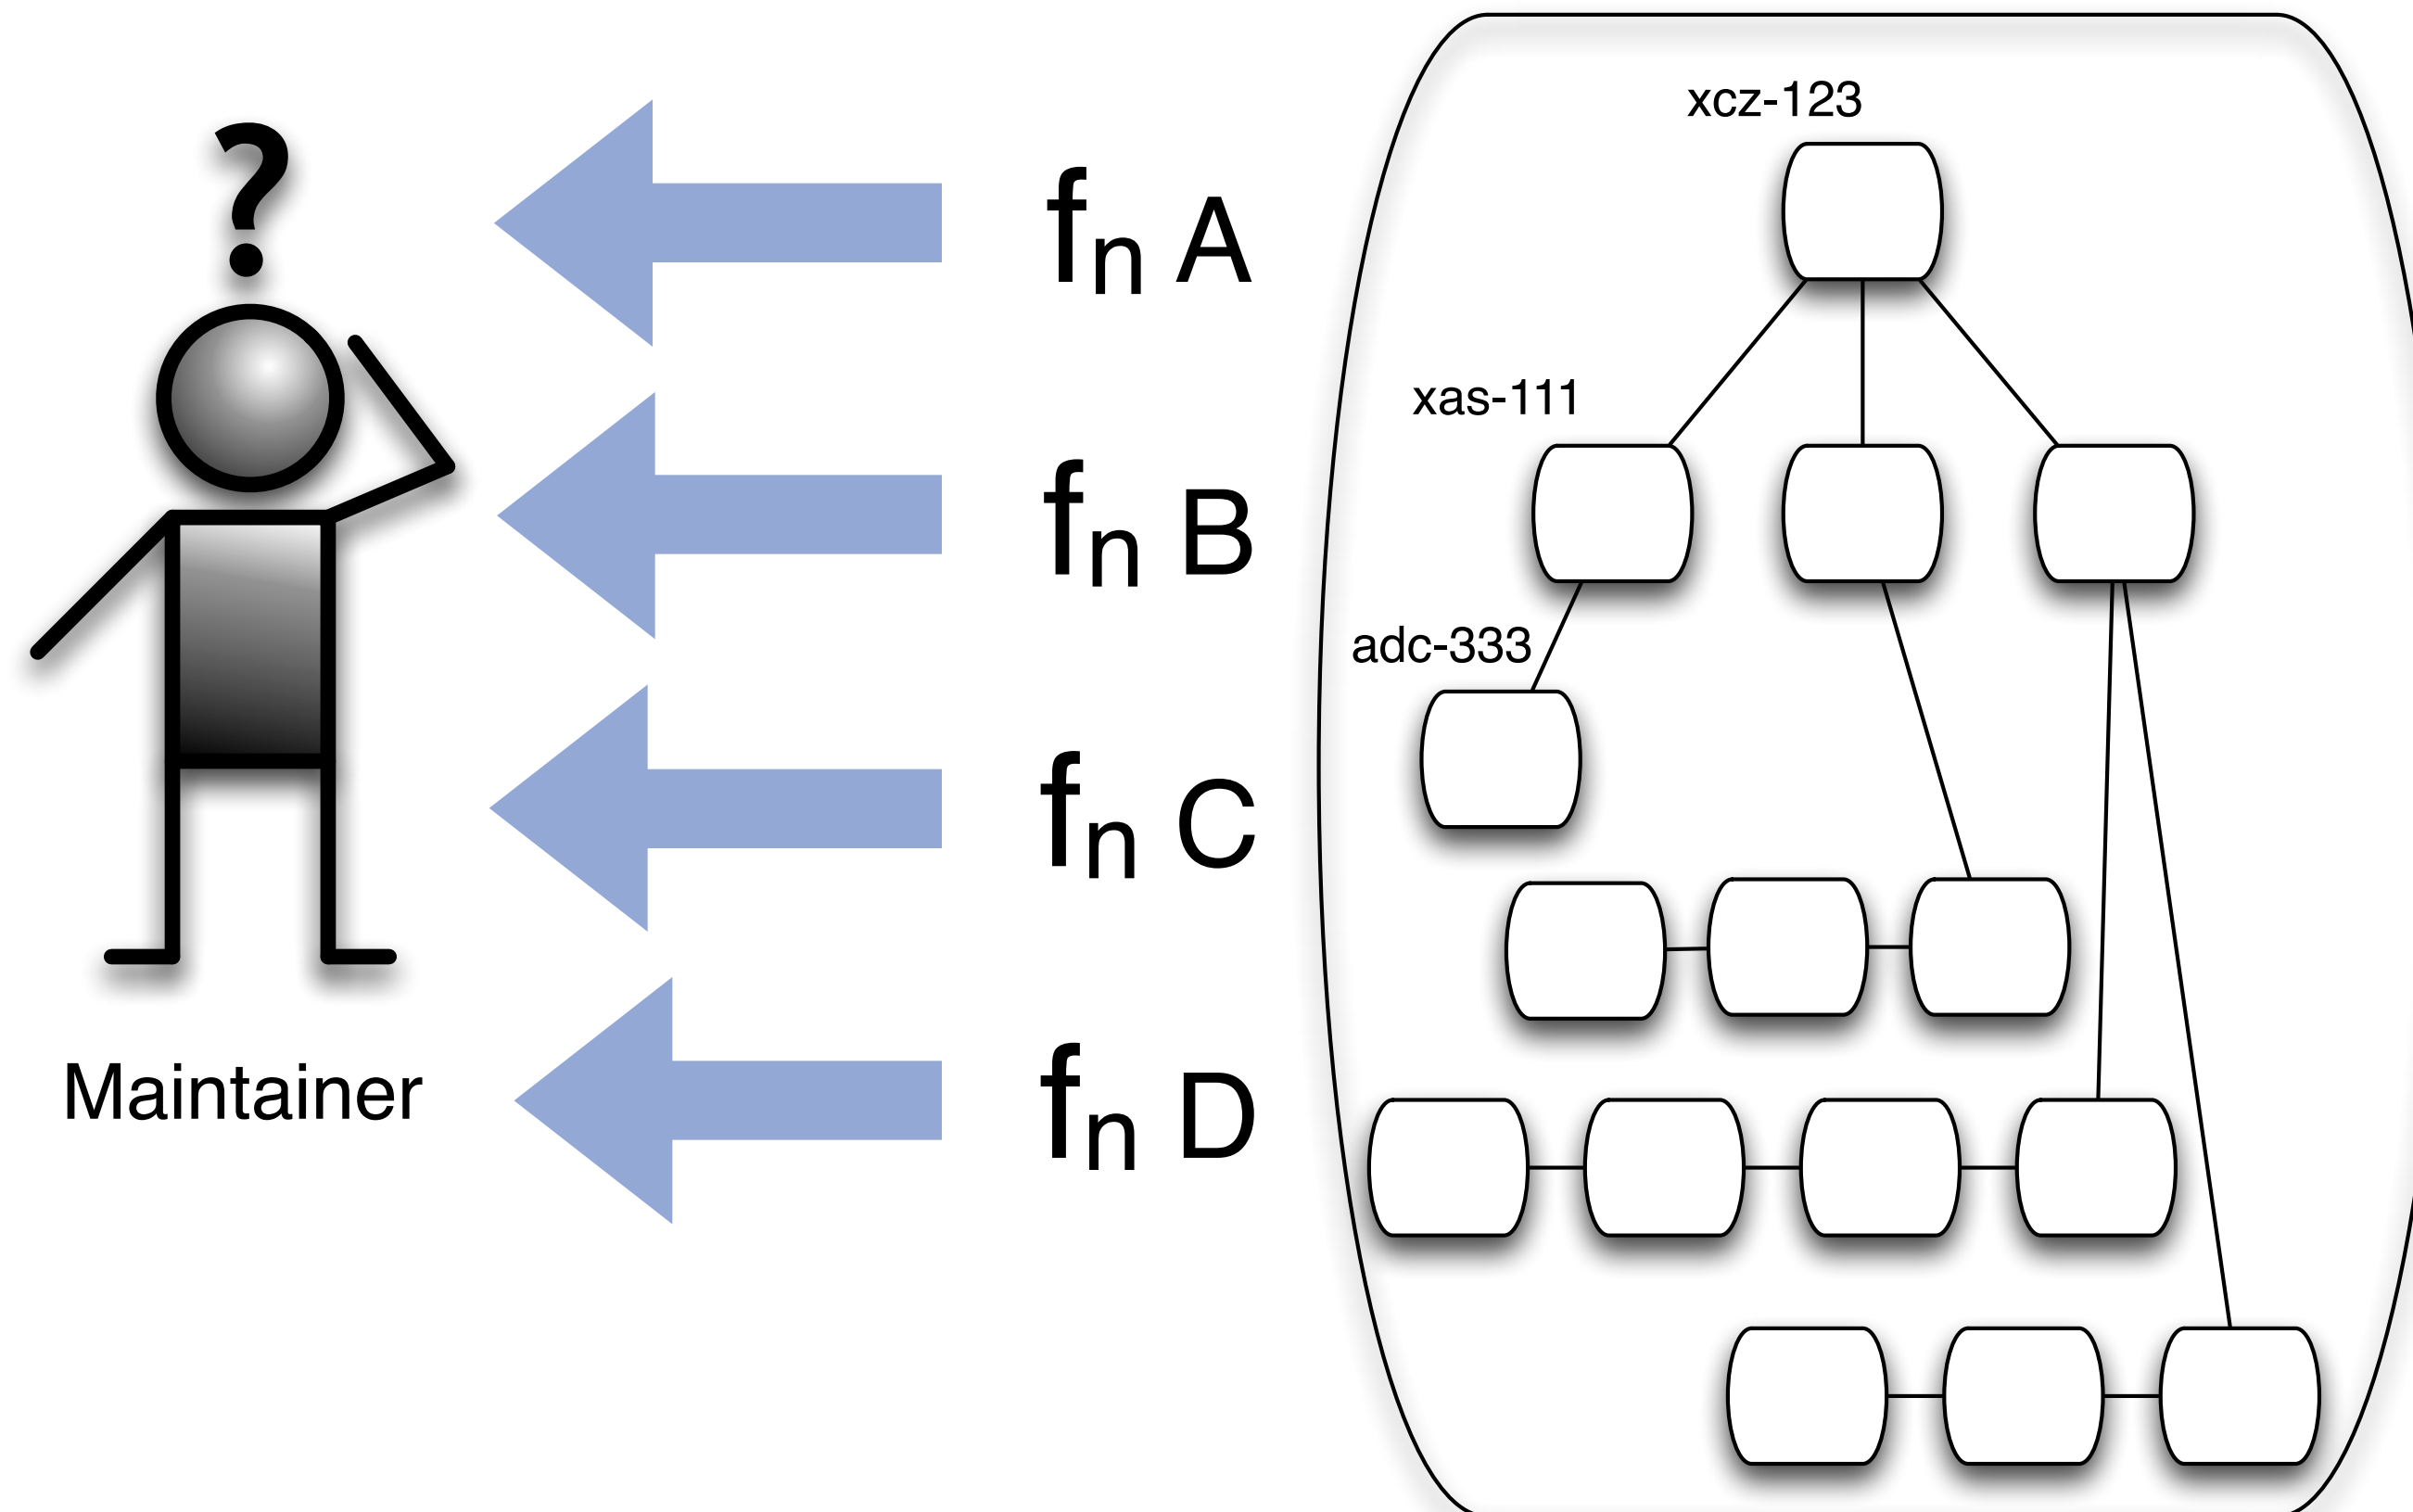 ?
Maintainer
fn A
fn B
fn C
fn D
xcz-123
xas-111
adc-333